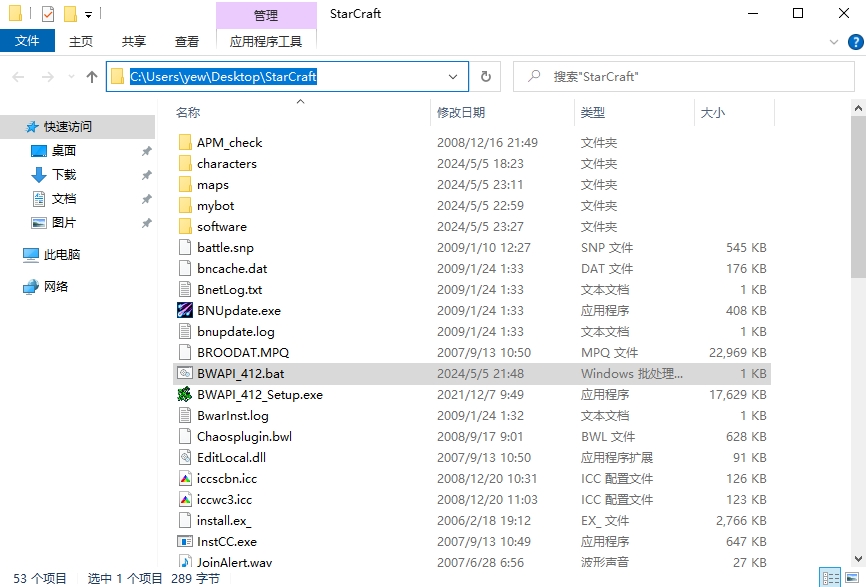 管理 StarCraft
文件 主页 共享 查看 应用程序工具
C:\Users\yew\Desktop\StarCraft 搜索"StarCraft"
名称 修改日期 类型 大小
快速访问
桌面
下载
文档
图片
此电脑
网络
APM_check 2008/12/16 21:49 文件夹
characters 2024/5/5 18:23 文件夹
maps 2024/5/5 23:11 文件夹
mybot 2024/5/5 22:59 文件夹
software 2024/5/5 23:27 文件夹
battle.snp 2009/1/10 12:27 SNP 文件 545 KB
bncache.dat 2009/1/24 1:33 DAT 文件 176 KB
BnetLog.txt 2009/1/24 1:33 文本文档 1 KB
BNUpdate.exe 2009/1/24 1:33 应用程序 408 KB
bnupdate.log 2009/1/24 1:33 文本文档 1 KB
BROODAT.MPQ 2007/9/13 10:50 MPQ 文件 22,969 KB
BWAPI_412.bat 2024/5/5 21:48 Windows 批处理... 1 KB
BWAPI_412_Setup.exe 2021/12/7 9:49 应用程序 17,629 KB
BwarInst.log 2009/1/24 1:32 文本文档 1 KB
Chaosplugin.bwl 2008/9/17 9:01 BWL 文件 628 KB
EditLocal.dll 2007/9/13 10:50 应用程序扩展 91 KB
iccscbn.icc 2008/12/20 10:31 ICC 配置文件 126 KB
iccwc3.icc 2008/12/20 11:03 ICC 配置文件 123 KB
install.ex_ 2006/2/18 19:12 EX_ 文件 2,766 KB
InstCC.exe 2007/9/13 10:49 应用程序 647 KB
JoinAlert.wav 2007/6/28 6:56 波形声音 27 KB
53 个项目 选中 1 个项目 289 字节